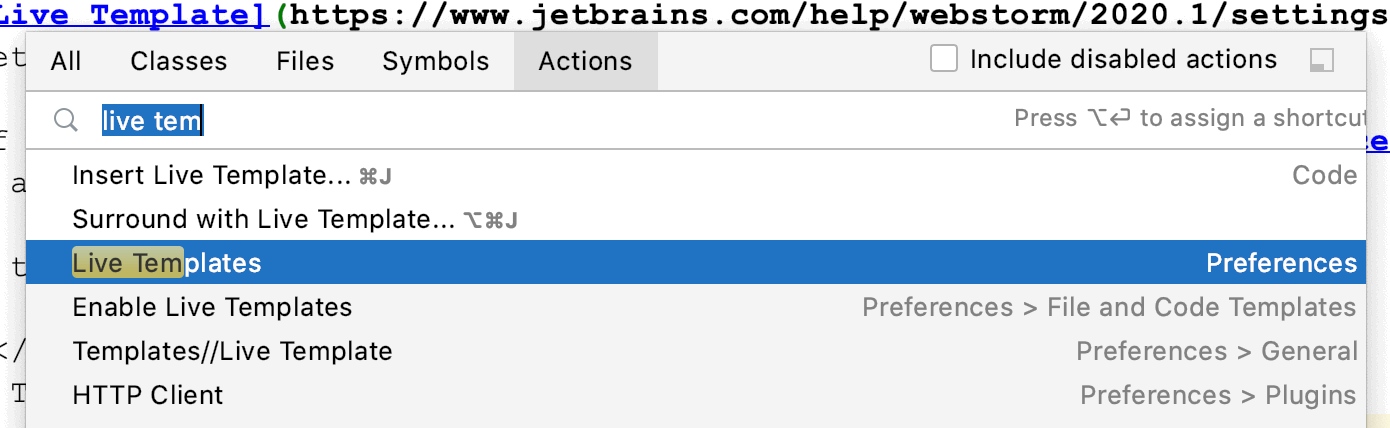 Live Template](https://www.jetbrains.com/help/webstorm/2020.1/settings
All Classes Files Symbols Actions Include disabled actions
live tem Press ⌥⏎ to assign a shortcut
Insert Live Template... ⌘J Code
Surround with Live Template... ⌥⌘J
Live Templates Preferences
Enable Live Templates Preferences > File and Code Templates
Templates//Live Template Preferences > General
HTTP Client Preferences > Plugins